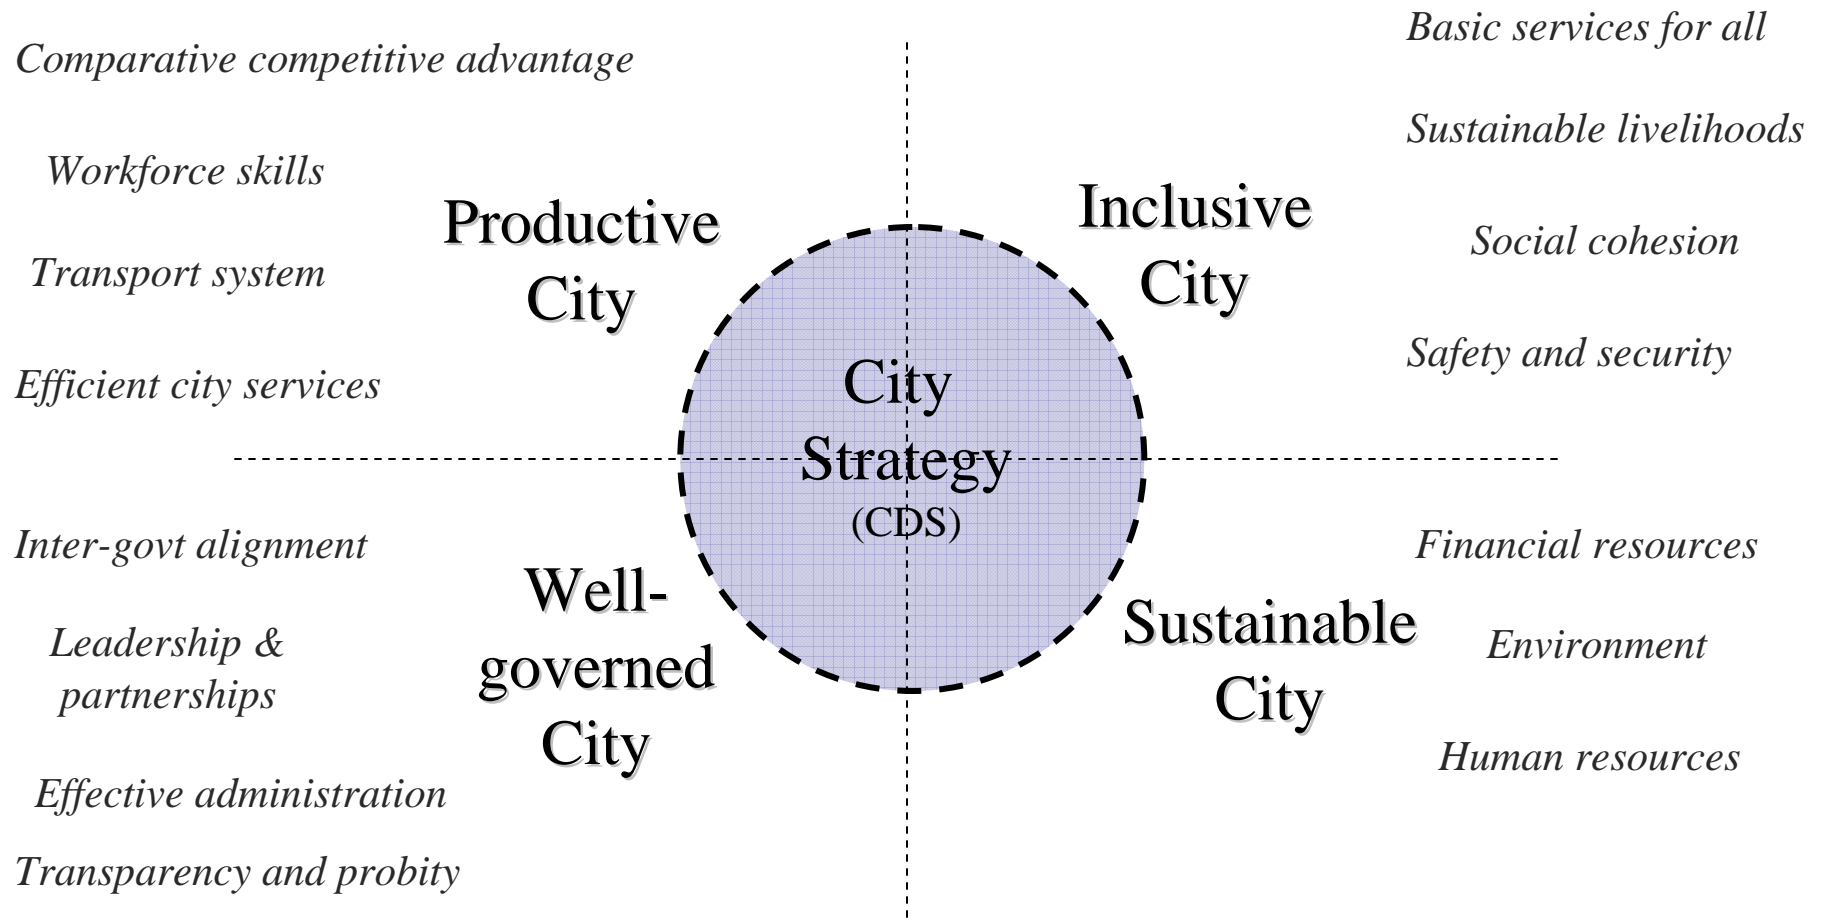 Comparative competitive advantage
Workforce skills
Transport system
Efficient city services
Productive
City
Basic services for all
Sustainable livelihoods
Social cohesion
Safety and security
Inclusive
City
City
Strategy
(CDS)
Inter-govt alignment
Leadership &
partnerships
Effective administration
Transparency and probity
Well-
governed
City
Sustainable
City
Financial resources
Environment
Human resources